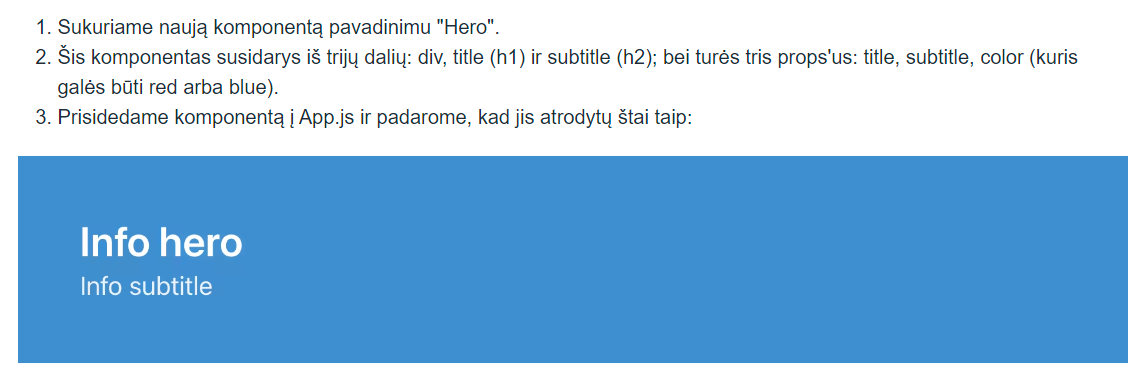 1. Sukuriame naują komponentą pavadinimu "Hero".
2. Šis komponentas susidarys iš trijų dalių: div, title (h1) ir subtitle (h2); bei turės tris props'us: title, subtitle, color (kuris
galės būti red arba blue).
3. Prisidedame komponentą į App.js ir padarome, kad jis atrodytų štai taip:
Info hero
Info subtitle